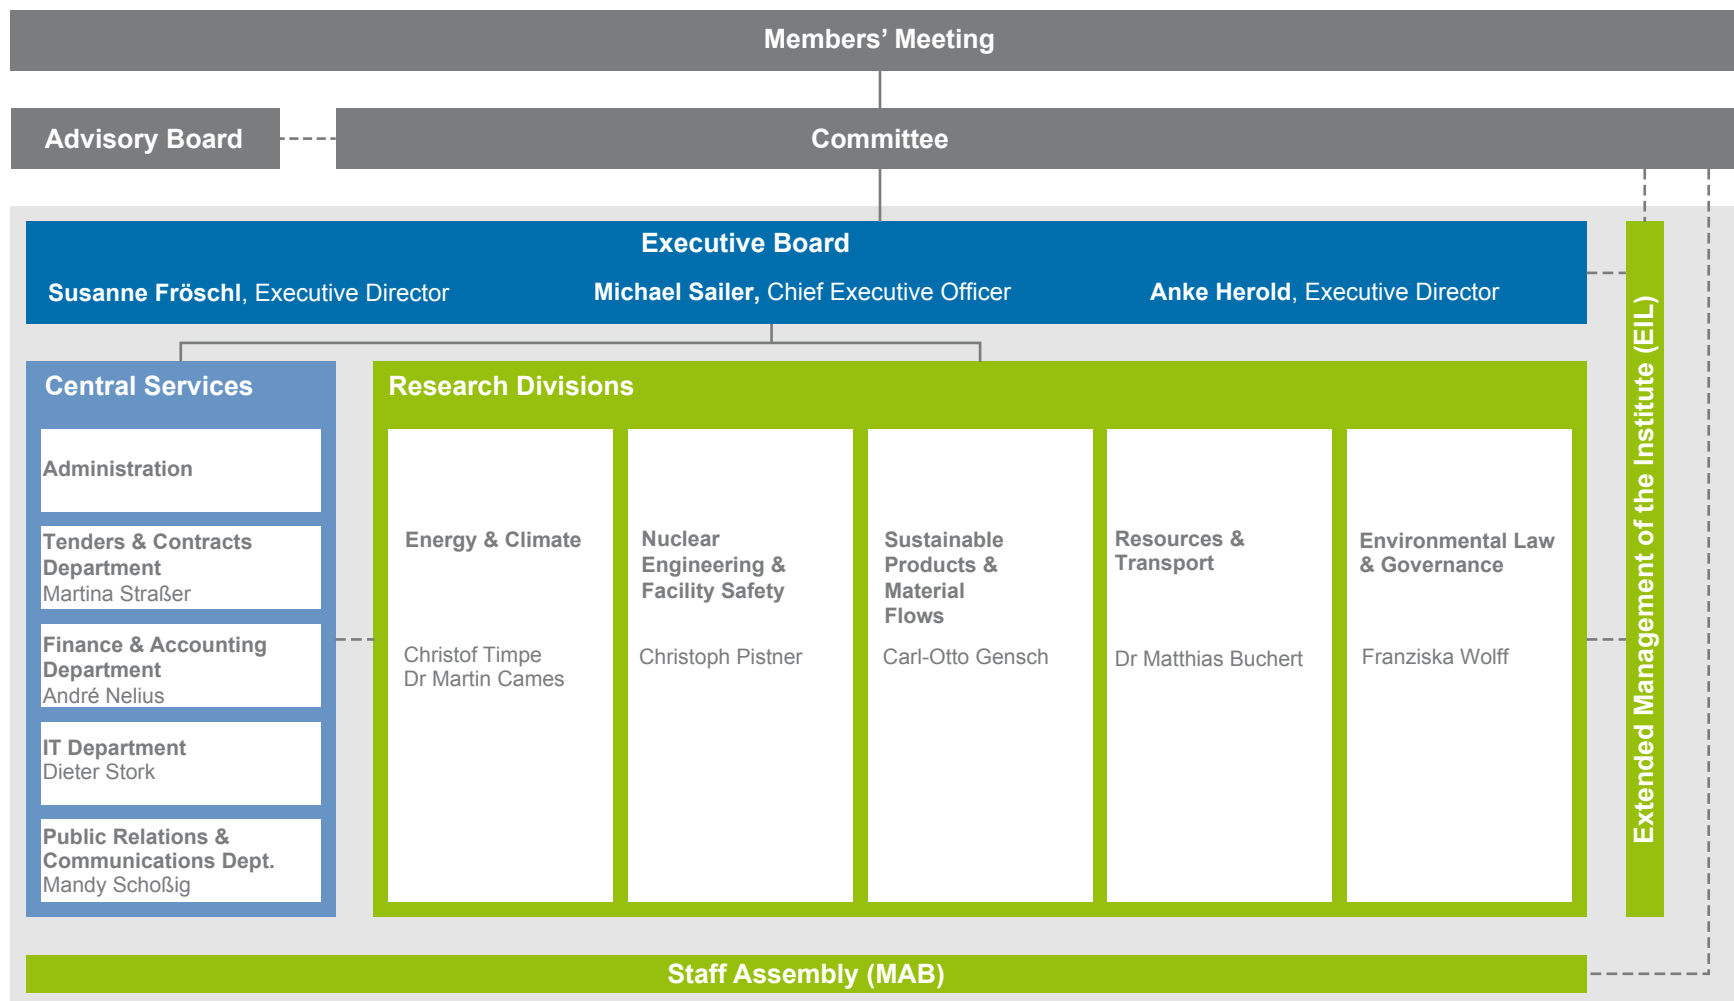 Members’ Meeting
Advisory Board
Committee
Executive Board
Susanne Fröschl, Executive Director
Michael Sailer, Chief Executive Officer
Anke Herold, Executive Director
Central Services
Administration
Tenders & Contracts
Department
Martina Straßer
Finance & Accounting
Department
André Nelius
IT Department
Dieter Stork
Public Relations &
Communications Dept.
Mandy Schoßig
Research Divisions
Energy & Climate
Christof Timpe
Dr Martin Cames
Nuclear
Engineering &
Facility Safety
Christoph Pistner
Sustainable
Products &
Material
Flows
Carl-Otto Gensch
Resources &
Transport
Dr Matthias Buchert
Environmental Law
& Governance
Franziska Wolff
Extended Management of the Institute (EIL)
Staff Assembly (MAB)